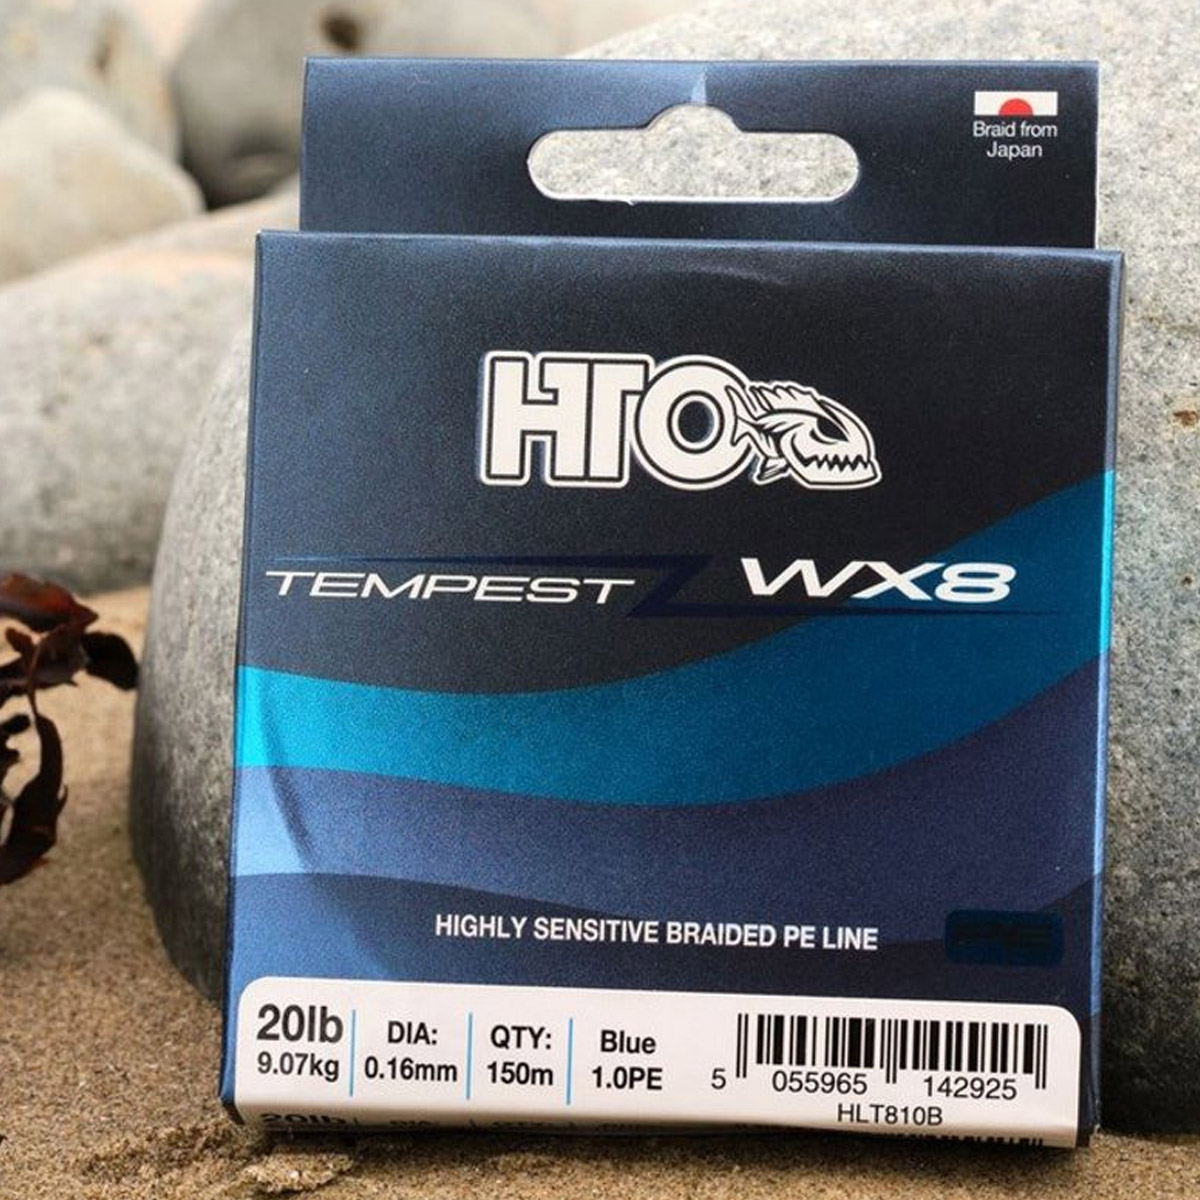 Braid from
Japan
HTO
TEMPEST WX8
HIGHLY SENSITIVE BRAIDED PE LINE
20lb
9.07kg
DIA:
0.16mm
QTY:
150m
Blue
1.0PE
5 055965 142925
HLT810B
20lb